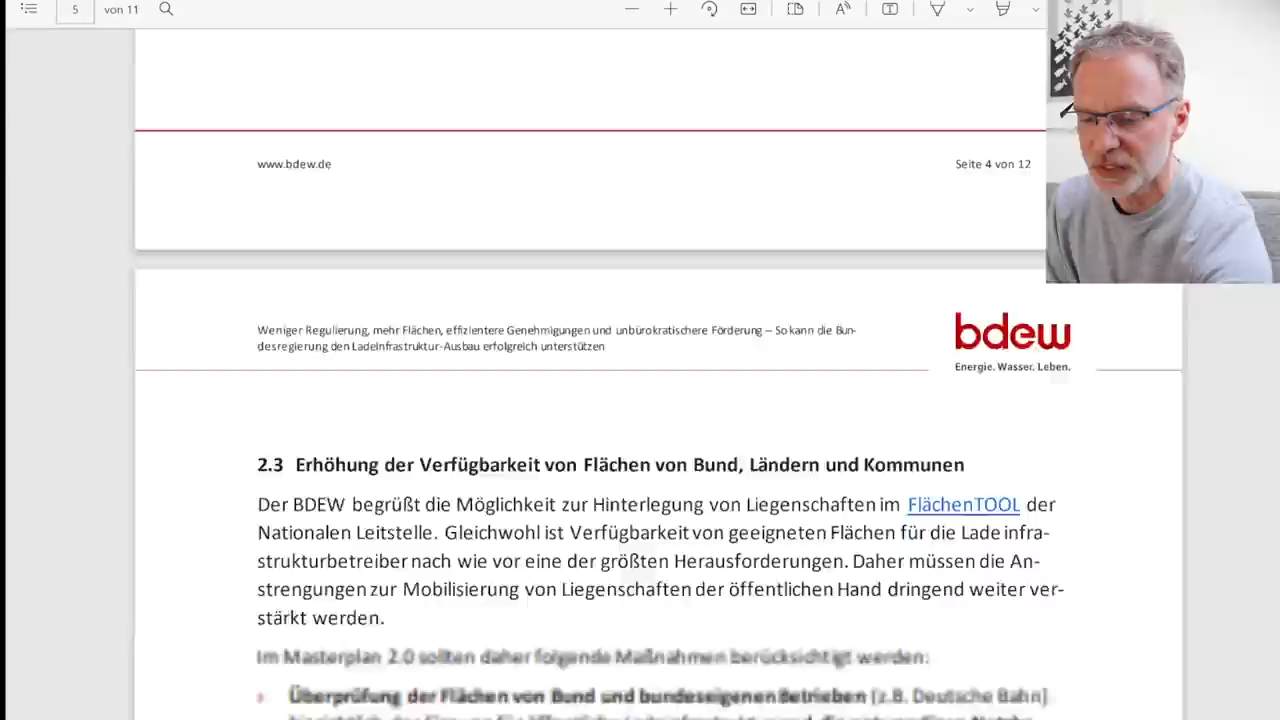 5 von 11
www.bdew.de
Seite 4 von 12
Weniger Regulierung, mehr Flächen, effizientere Genehmigungen und unbürokratischere Förderung – So kann die Bun-
desregierung den Ladeinfrastruktur-Ausbau erfolgreich unterstützen
bdew
Energie. Wasser. Leben.
2.3 Erhöhung der Verfügbarkeit von Flächen von Bund, Ländern und Kommunen
Der BDEW begrüßt die Möglichkeit zur Hinterlegung von Liegenschaften im FlächenTOOL der
Nationalen Leitstelle. Gleichwohl ist Verfügbarkeit von geeigneten Flächen für die Ladeinfra-
strukturbetreiber nach wie vor eine der größten Herausforderungen. Daher müssen die An-
strengungen zur Mobilisierung von Liegenschaften der öffentlichen Hand dringend weiter ver-
stärkt werden.
Im Masterplan 2.0 sollten daher folgende Maßnahmen berücksichtigt werden:
Überprüfung der Flächen von Bund und bundeseigenen Betrieben (z.B. Deutsche Bahn)